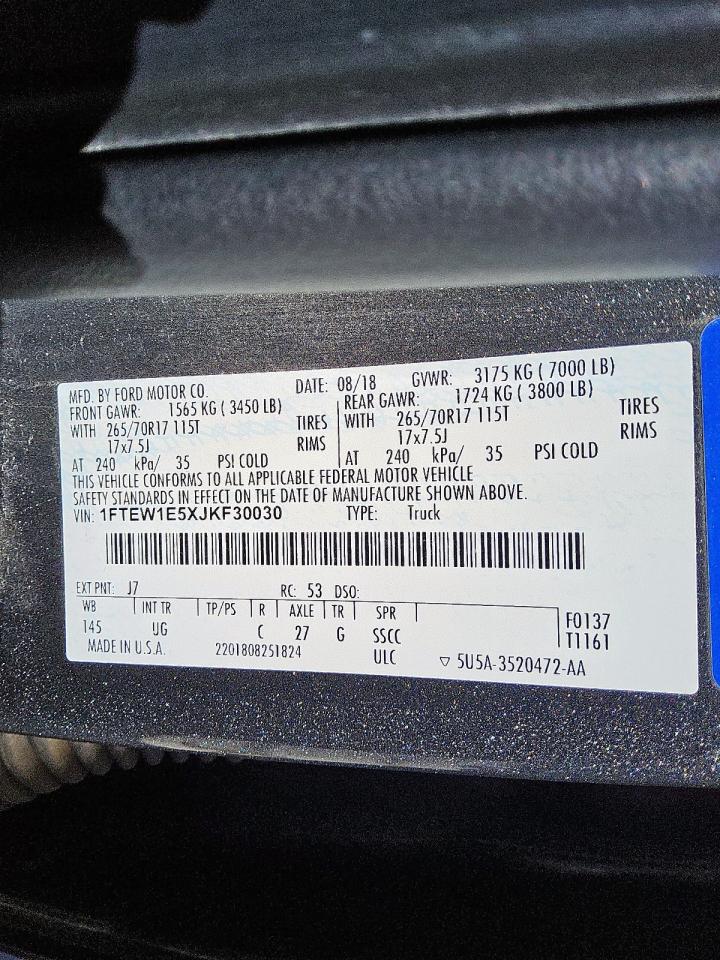 MFD. BY FORD MOTOR CO. DATE: 08/18 GVWR: 3175 KG ( 7000 LB)
FRONT GAWR: 1565 KG ( 3450 LB) REAR GAWR: 1724 KG ( 3800 LB)
WITH 265/70R17 115T TIRES WITH 265/70R17 115T TIRES
17x7.5J RIMS 17x7.5J RIMS
AT 240 kPa/ 35 PSI COLD AT 240 kPa/ 35 PSI COLD
THIS VEHICLE CONFORMS TO ALL APPLICABLE FEDERAL MOTOR VEHICLE
SAFETY STANDARDS IN EFFECT ON THE DATE OF MANUFACTURE SHOWN ABOVE.
VIN: 1FTEW1E5XJKF30030 TYPE: Truck
EXT PNT: J7 RC: 53 DSO:
WB INT TR TP/PS R AXLE TR SPR F0137
145 UG C 27 G SSCC T1161
MADE IN U.S.A. 2201808251824 ULC ▽ 5U5A-3520472-AA